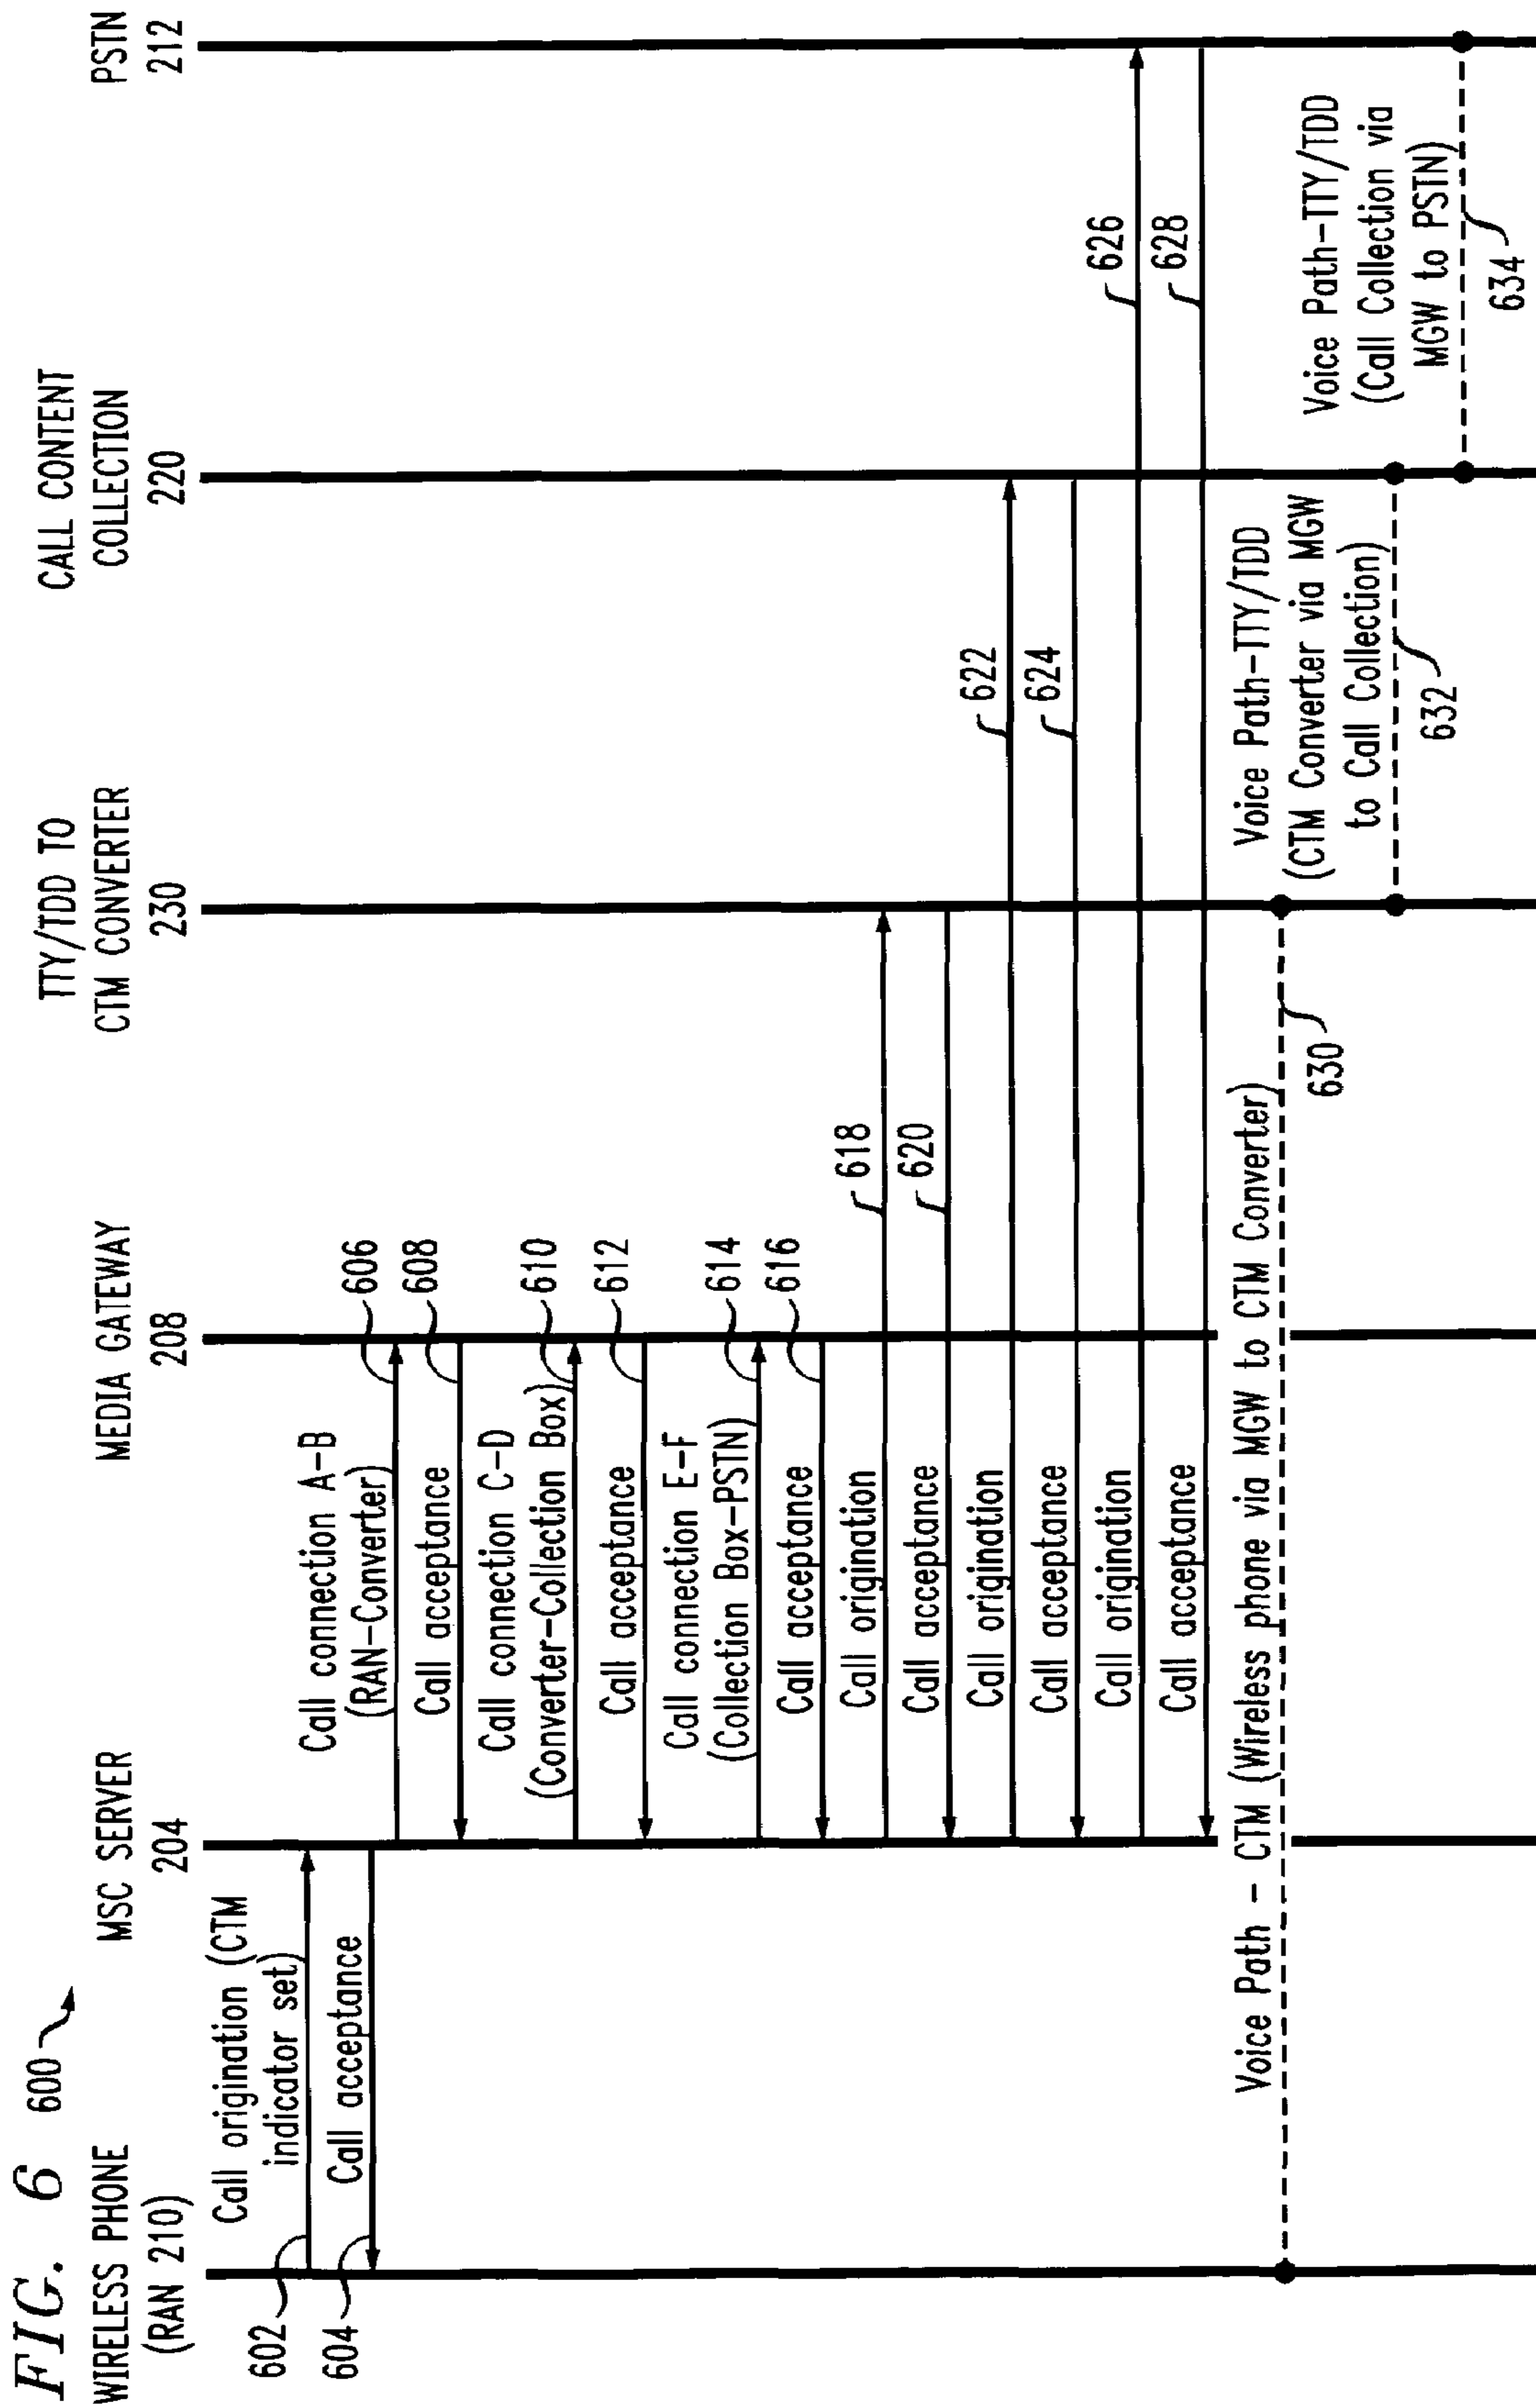 FIG. 6
600
WIRELESS PHONE
(RAN 210)
MSC SERVER
204
MEDIA GATEWAY
208
TTY/TDD TO
CTM CONVERTER
230
CALL CONTENT
COLLECTION
220
PSTN
212
602
Call origination (CTM
indicator set)
604
Call acceptance
Call connection A-B
(RAN-Converter)
606
Call acceptance
608
Call connection C-D
(Converter-Collection Box)
610
Call acceptance
612
Call connection E-F
(Collection Box-PSTN)
614
Call acceptance
616
Call origination
618
Call acceptance
620
Call origination
622
Call acceptance
624
Call origination
626
Call acceptance
628
Voice Path - CTM (Wireless phone via MGW to CTM Converter)
630
Voice Path-TTY/TDD
(CTM Converter via MGW
to Call Collection)
632
Voice Path-TTY/TDD
(Call Collection via
MGW to PSTN)
634